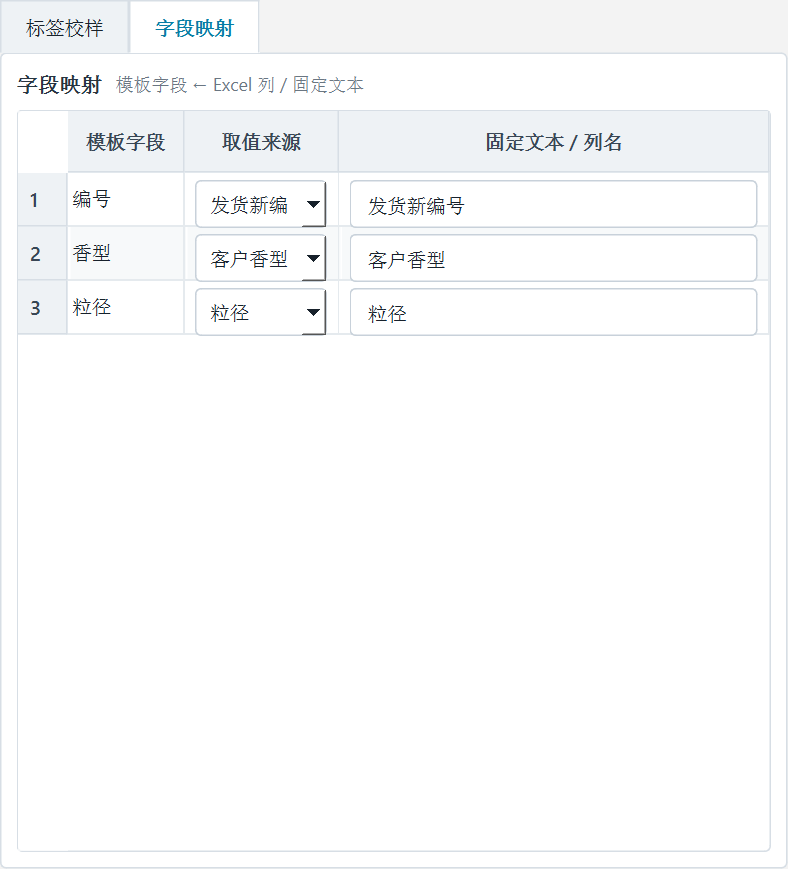 标签校样 字段映射
字段映射 模板字段 ← Excel 列 / 固定文本
模板字段 取值来源 固定文本 / 列名
1 编号 发货新编 发货新编号
2 香型 客户香型 客户香型
3 粒径 粒径 粒径